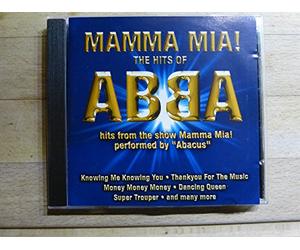 MAMMA MIA!
THE HITS OF
ABBA
hits from the show Mamma Mia!
performed by "Abacus"
Knowing Me Knowing You • Thankyou For The Music
Money Money Money • Dancing Queen
Super Trouper • and many more